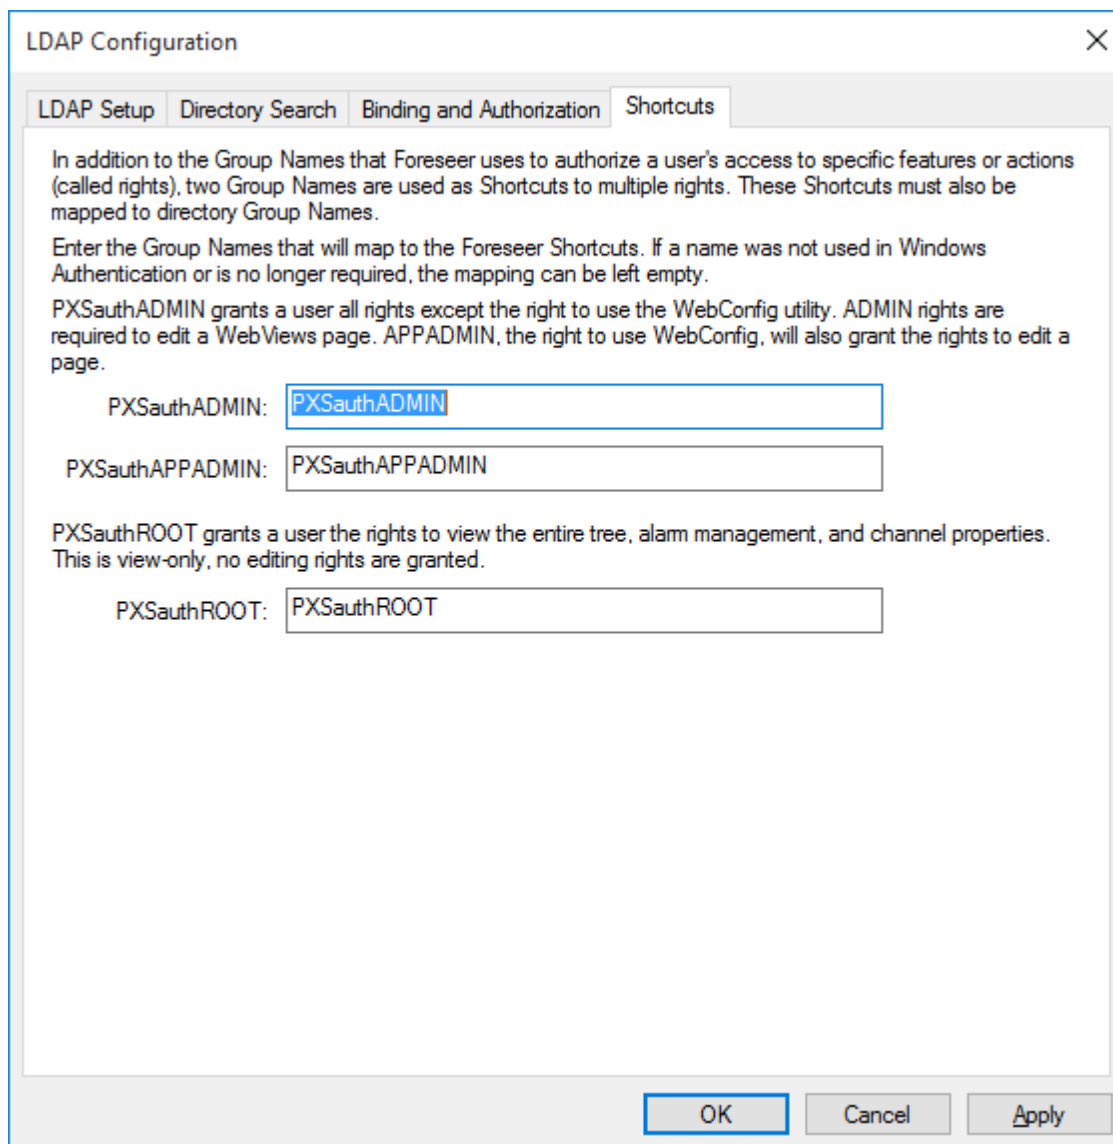 LDAP Configuration
LDAP Setup Directory Search Binding and Authorization Shortcuts
In addition to the Group Names that Foreseer uses to authorize a user's access to specific features or actions
(called rights), two Group Names are used as Shortcuts to multiple rights. These Shortcuts must also be
mapped to directory Group Names.
Enter the Group Names that will map to the Foreseer Shortcuts. If a name was not used in Windows
Authentication or is no longer required, the mapping can be left empty.
PXSauthADMIN grants a user all rights except the right to use the WebConfig utility. ADMIN rights are
required to edit a WebViews page. APPADMIN, the right to use WebConfig, will also grant the rights to edit a
page.
PXSauthADMIN: PXSauthADMIN
PXSauthAPPADMIN: PXSauthAPPADMIN
PXSauthROOT grants a user the rights to view the entire tree, alarm management, and channel properties.
This is view-only, no editing rights are granted.
PXSauthROOT: PXSauthROOT
OK Cancel Apply